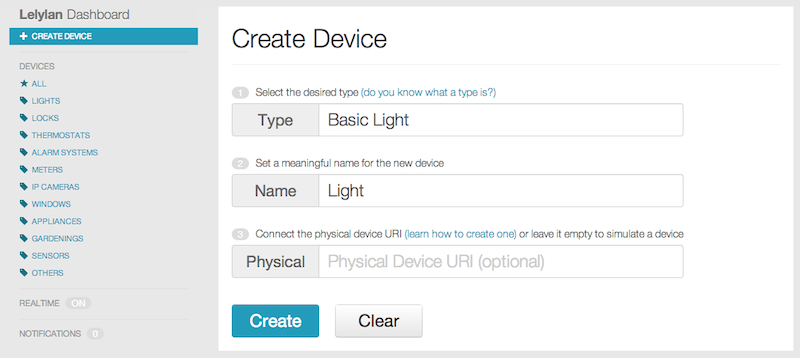 Lelylan Dashboard
CREATE DEVICE
DEVICES
ALL
LIGHTS
LOCKS
THERMOSTATS
ALARM SYSTEMS
METERS
IP CAMERAS
WINDOWS
APPLIANCES
GARDENINGS
SENSORS
OTHERS
REALTIME ON
NOTIFICATIONS 0
Create Device
1 Select the desired type (do you know what a type is?)
Type Basic Light
2 Set a meaningful name for the new device
Name Light
3 Connect the physical device URI (learn how to create one) or leave it empty to simulate a device
Physical Physical Device URI (optional)
Create Clear